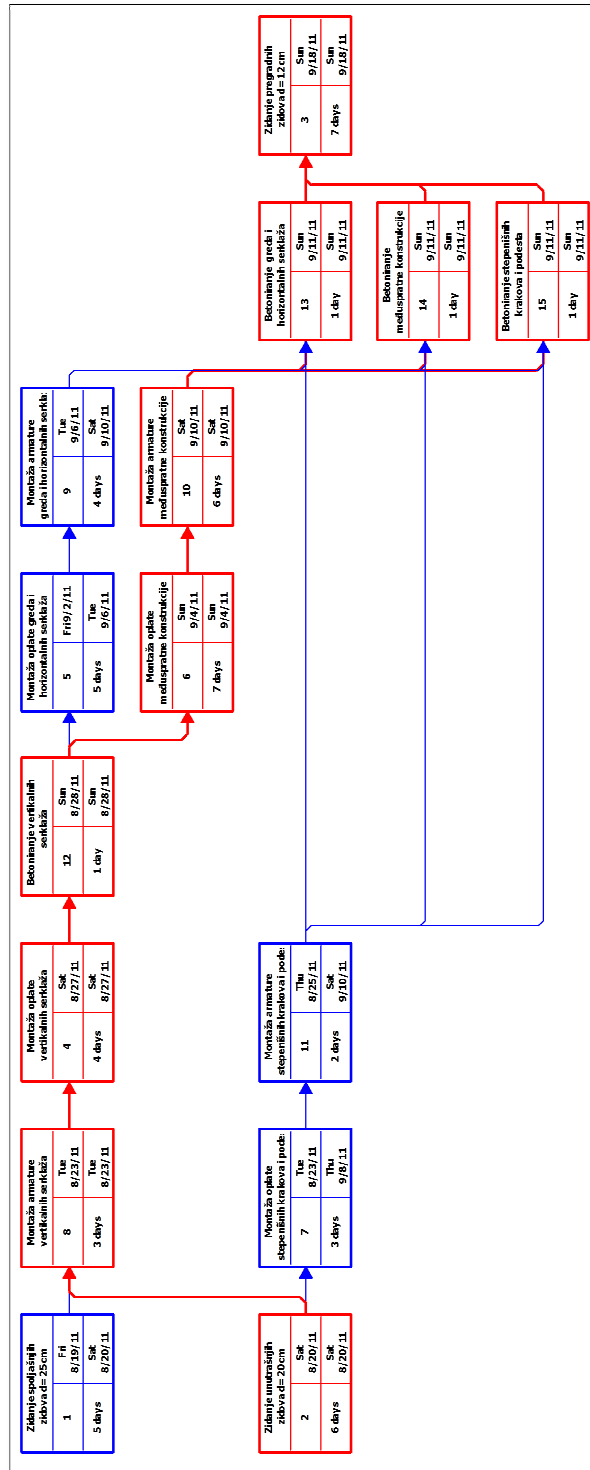 Zidanje spoljašnjih
zidova d= 25cm
1
Fri
8/19/11
5 days
Sat
8/20/11
Zidanje unutrašnjih
zidova d= 20cm
2
Sat
8/20/11
6 days
Sat
8/20/11
Montaža armature
vertikalnih serklaža
8
Tue
8/23/11
3 days
Tue
8/23/11
Montaža oplate
stepenišnih krakova i pode
7
Tue
8/23/11
3 days
Thu
9/8/11
Montaža oplate
vertikalnih serklaža
4
Sat
8/27/11
4 days
Sat
8/27/11
Montaža armature
stepenišnih krakova i pode
11
Thu
8/25/11
2 days
Sat
9/10/11
Betoniranje vertikalnih
serklaža
12
Sun
8/28/11
1 day
Sun
8/28/11
Montaža oplate greda i
horizontalnih serklaža
5
Fri9/2/11
5 days
Tue
9/6/11
Montaža oplate
međuspratne konstrukcije
6
Sun
9/4/11
7 days
Sun
9/4/11
Montaža armature
greda ihorizontalnih serkla
9
Tue
9/6/11
4 days
Sat
9/10/11
Montaža armature
međuspratne konstrukcije
10
Sat
9/10/11
6 days
Sat
9/10/11
Betoniranje greda i
horizontalnih serklaža
13
Sun
9/11/11
1 day
Sun
9/11/11
Betoniranje
međuspratne konstrukcije
14
Sun
9/11/11
1 day
Sun
9/11/11
Betoniranje stepenišnih
krakova i podesta
15
Sun
9/11/11
1 day
Sun
9/11/11
Zidanje pregradnih
zidova d= 12cm
3
Sun
9/18/11
7 days
Sun
9/18/11